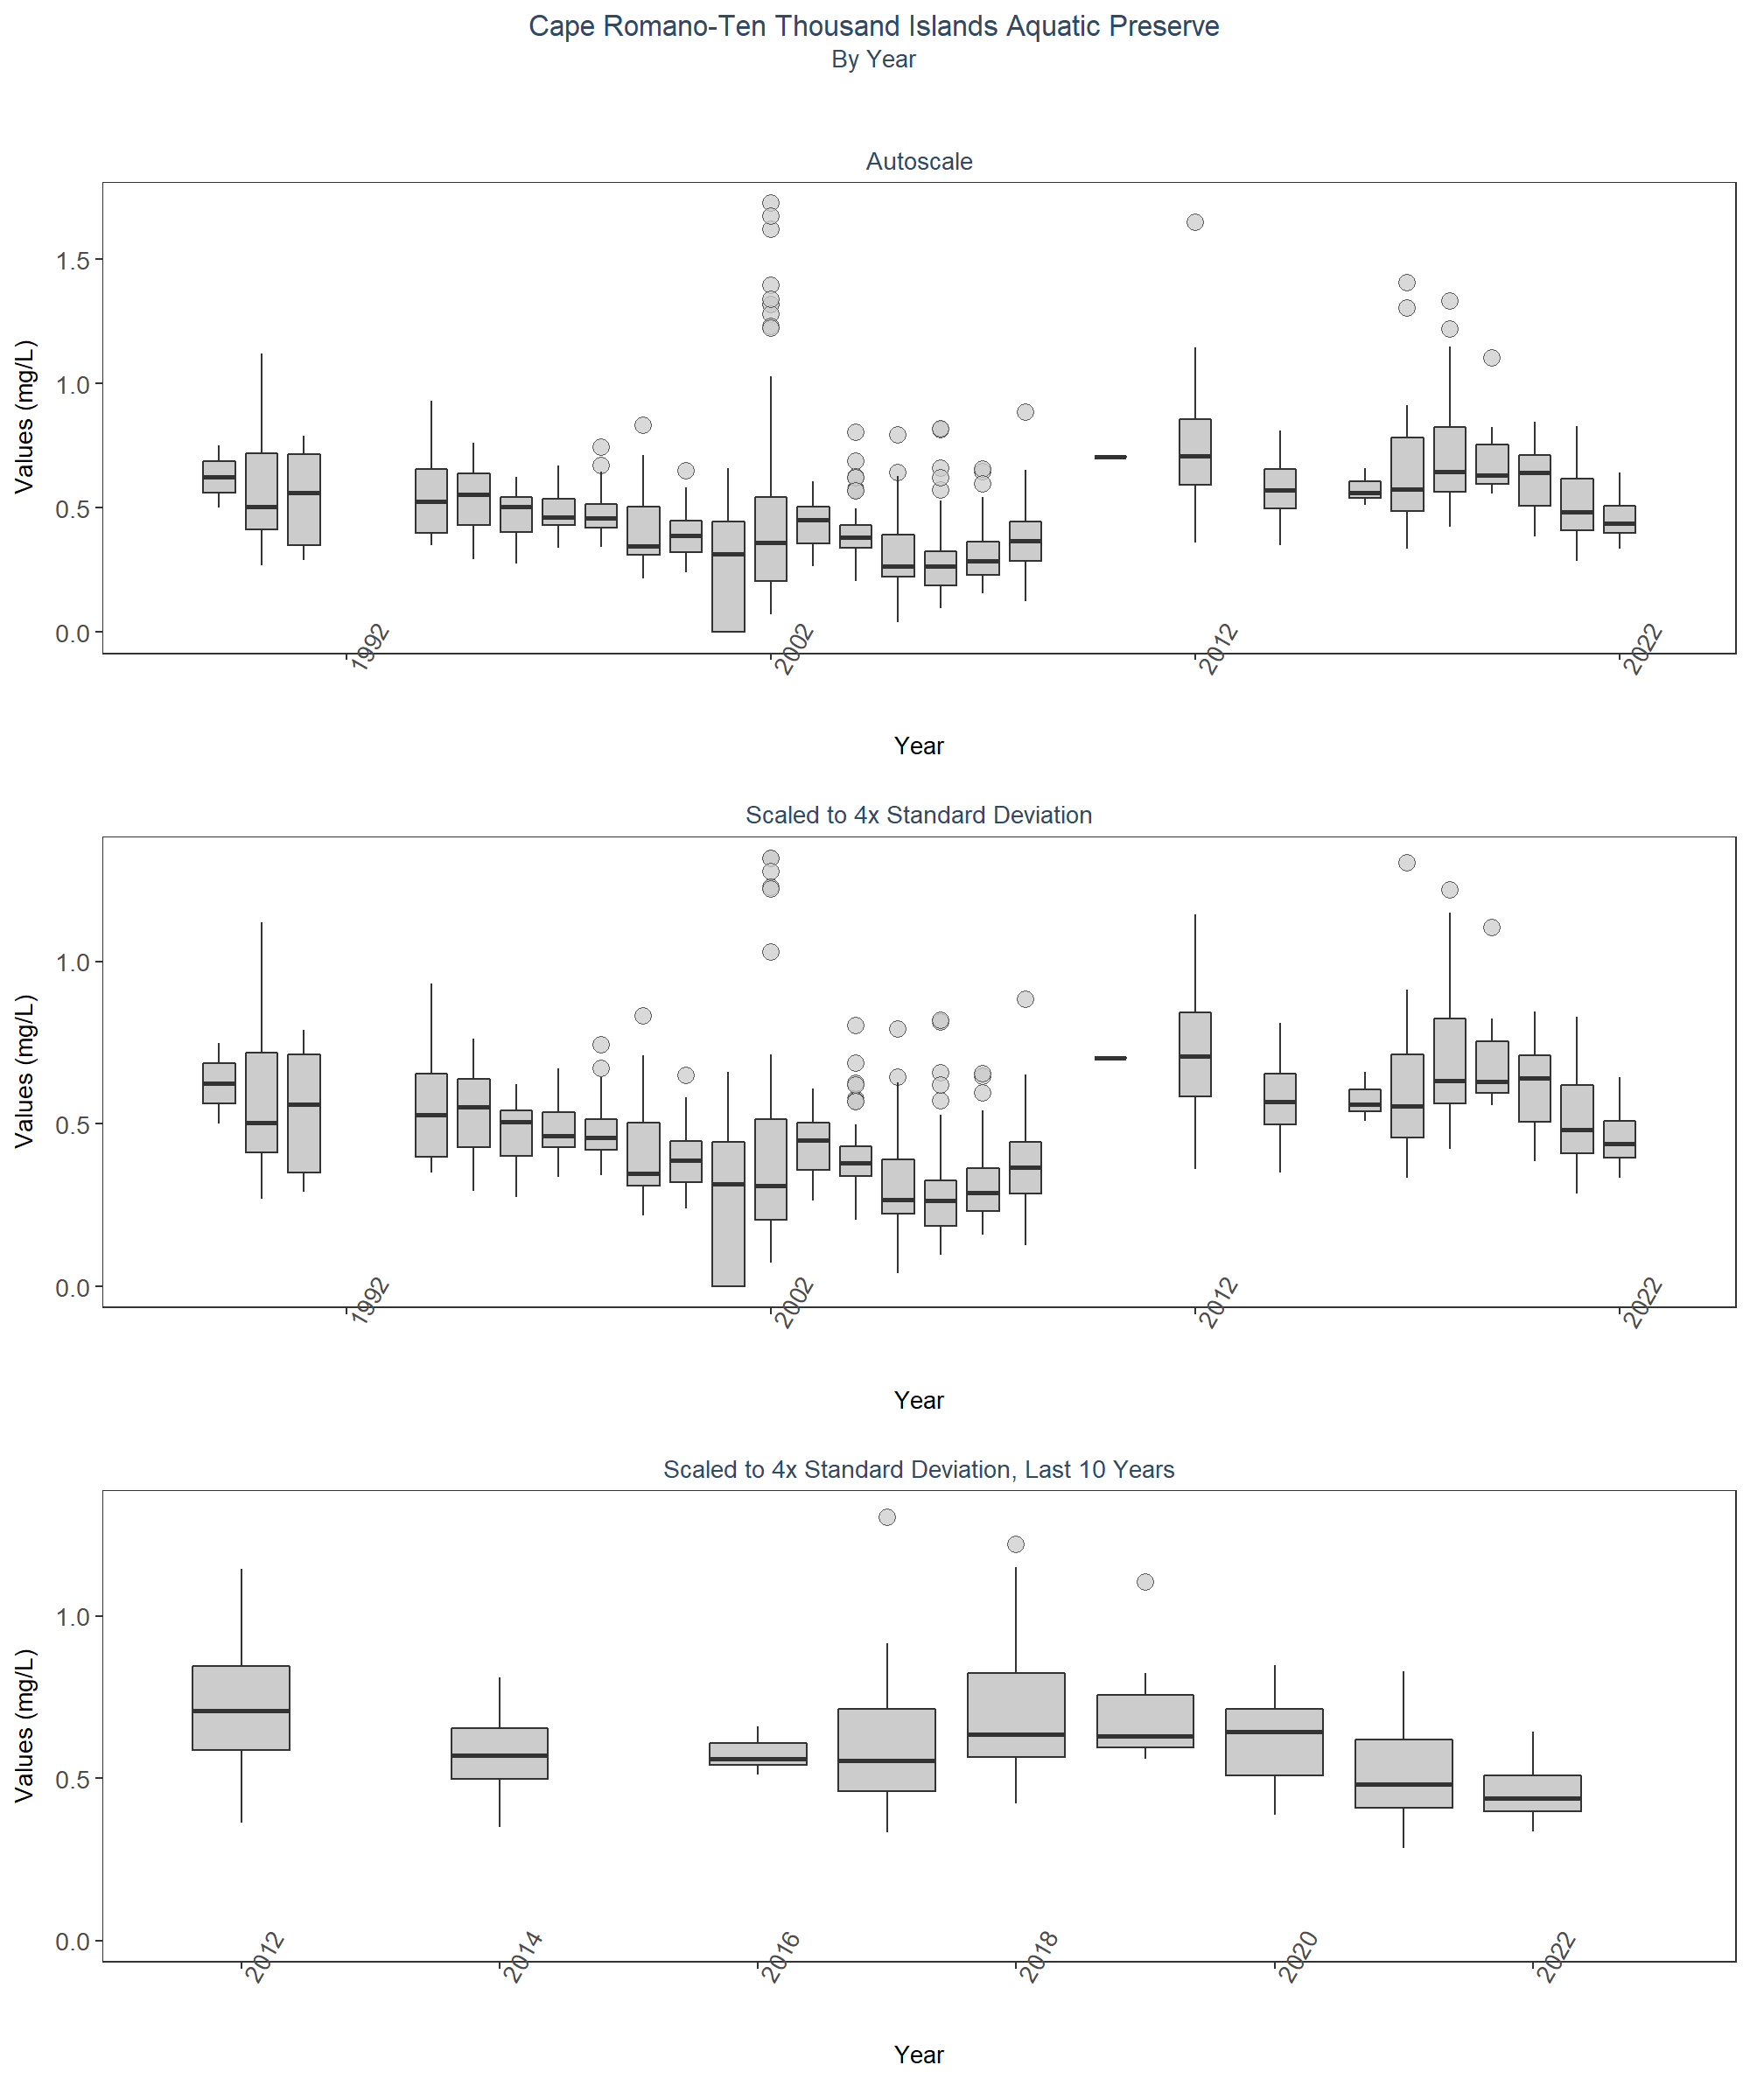 Cape Romano-Ten Thousand Islands Aquatic Preserve
By Year
Autoscale
Values (mg/L)
1.5
1.0
0.5
0.0
1992
2002
2012
2022
Year
Scaled to 4x Standard Deviation
Values (mg/L)
1.0
0.5
0.0
1992
2002
2012
2022
Year
Scaled to 4x Standard Deviation, Last 10 Years
Values (mg/L)
1.0
0.5
0.0
2012
2014
2016
2018
2020
2022
Year